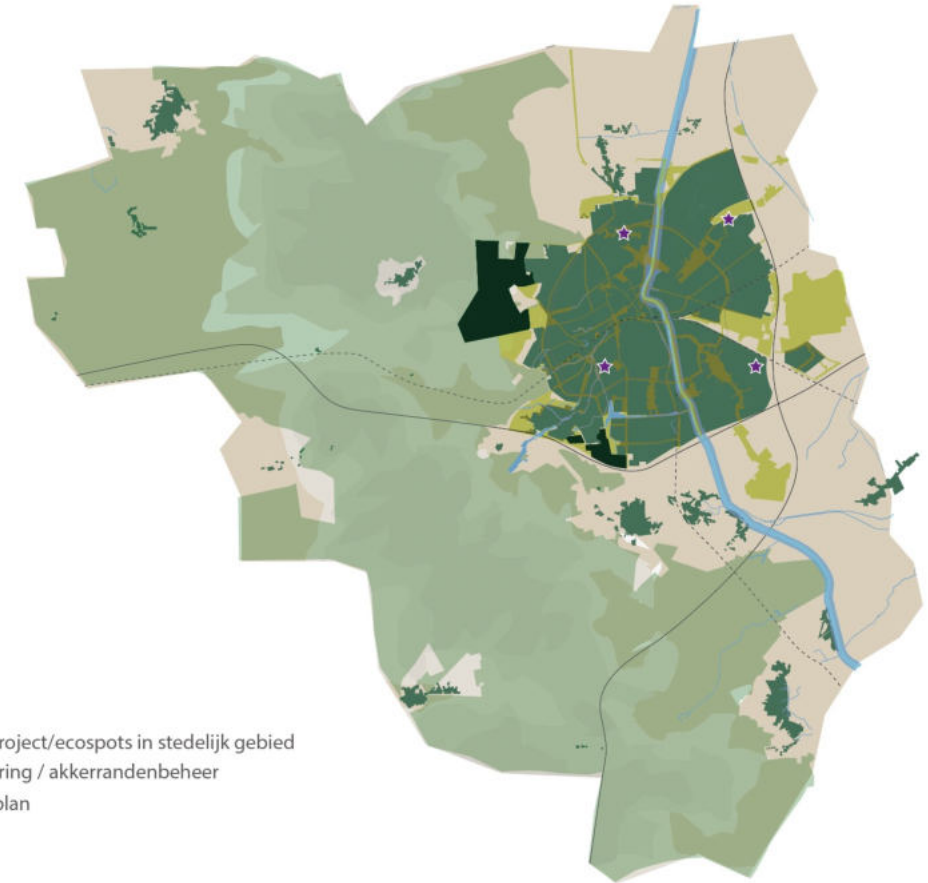 roject/ecospots in stedelijk gebied
ring / akkerrandenbeheer
plan